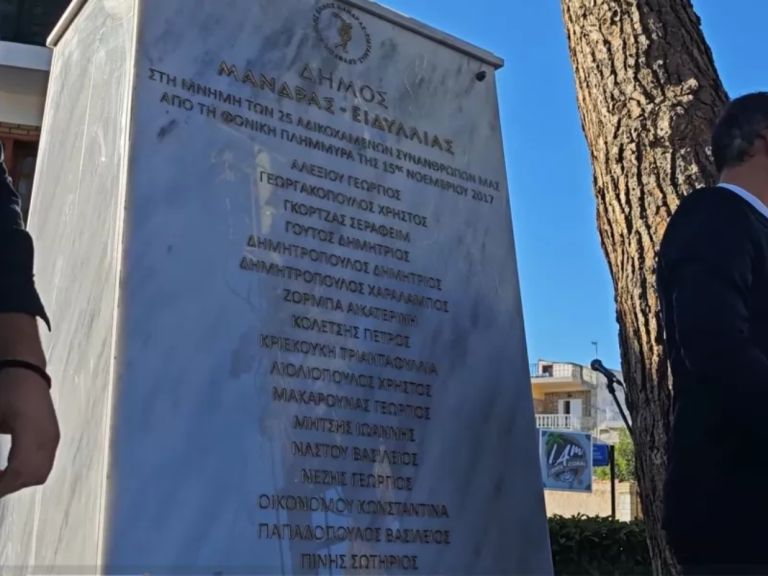 ΔΗΜΟΣ
ΜΑΝΔΡΑΣ - ΕΙΔΥΛΛΙΑΣ
ΣΤΗ ΜΝΗΜΗ ΤΩΝ 25 ΑΔΙΚΟΧΑΜΕΝΩΝ ΣΥΝΑΝΘΡΩΠΩΝ ΜΑΣ
ΑΠΟ ΤΗ ΦΟΝΙΚΗ ΠΛΗΜΜΥΡΑ ΤΗΣ 15ης ΝΟΕΜΒΡΙΟΥ 2017
ΑΛΕΞΙΟΥ ΓΕΩΡΓΙΟΣ
ΓΕΩΡΓΑΚΟΠΟΥΛΟΣ ΧΡΗΣΤΟΣ
ΓΚΟΡΤΖΑΣ ΣΕΡΑΦΕΙΜ
ΓΟΥΤΟΣ ΔΗΜΗΤΡΙΟΣ
ΔΗΜΗΤΡΟΠΟΥΛΟΣ ΔΗΜΗΤΡΙΟΣ
ΔΗΜΗΤΡΟΠΟΥΛΟΣ ΧΑΡΑΛΑΜΠΟΣ
ΖΟΡΜΠΑ ΑΙΚΑΤΕΡΙΝΗ
ΚΟΛΕΤΣΗΣ ΠΕΤΡΟΣ
ΚΡΙΕΚΟΥΚΗ ΤΡΙΑΝΤΑΦΥΛΛΙΑ
ΛΙΟΛΙΟΠΟΥΛΟΣ ΧΡΗΣΤΟΣ
ΜΑΚΑΡΟΥΝΑΣ ΓΕΩΡΓΙΟΣ
ΜΗΤΣΗΣ ΙΩΑΝΝΗΣ
ΝΑΣΤΟΥ ΒΑΣΙΛΕΙΟΣ
ΝΕΖΗΣ ΓΕΩΡΓΙΟΣ
ΟΙΚΟΝΟΜΟΥ ΚΩΝΣΤΑΝΤΙΝΑ
ΠΑΠΑΔΟΠΟΥΛΟΣ ΒΑΣΙΛΕΙΟΣ
ΠΙΝΗΣ ΣΩΤΗΡΙΟΣ
I Am